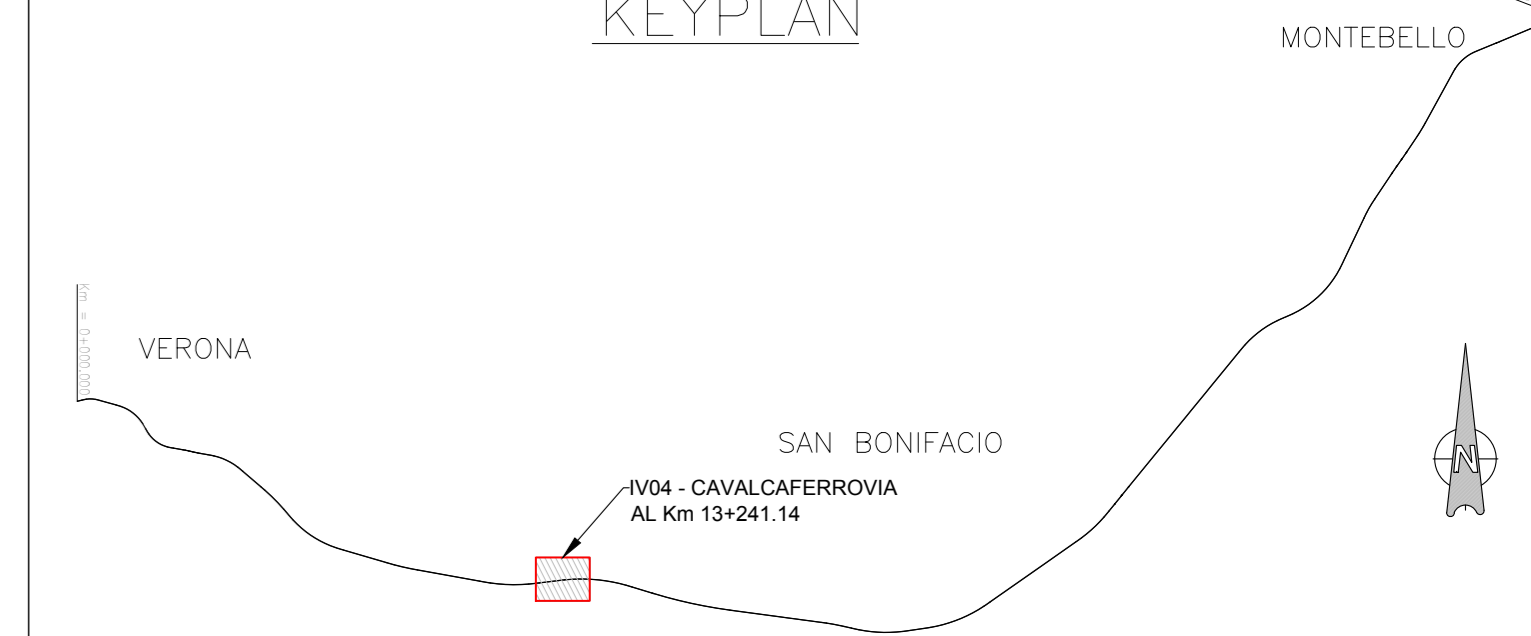 KEYPLAN
MONTEBELLO
Km = 0+000.000
VERONA
SAN BONIFACIO
IV04 - CAVALCAFERROVIA
AL Km 13+241.14
N